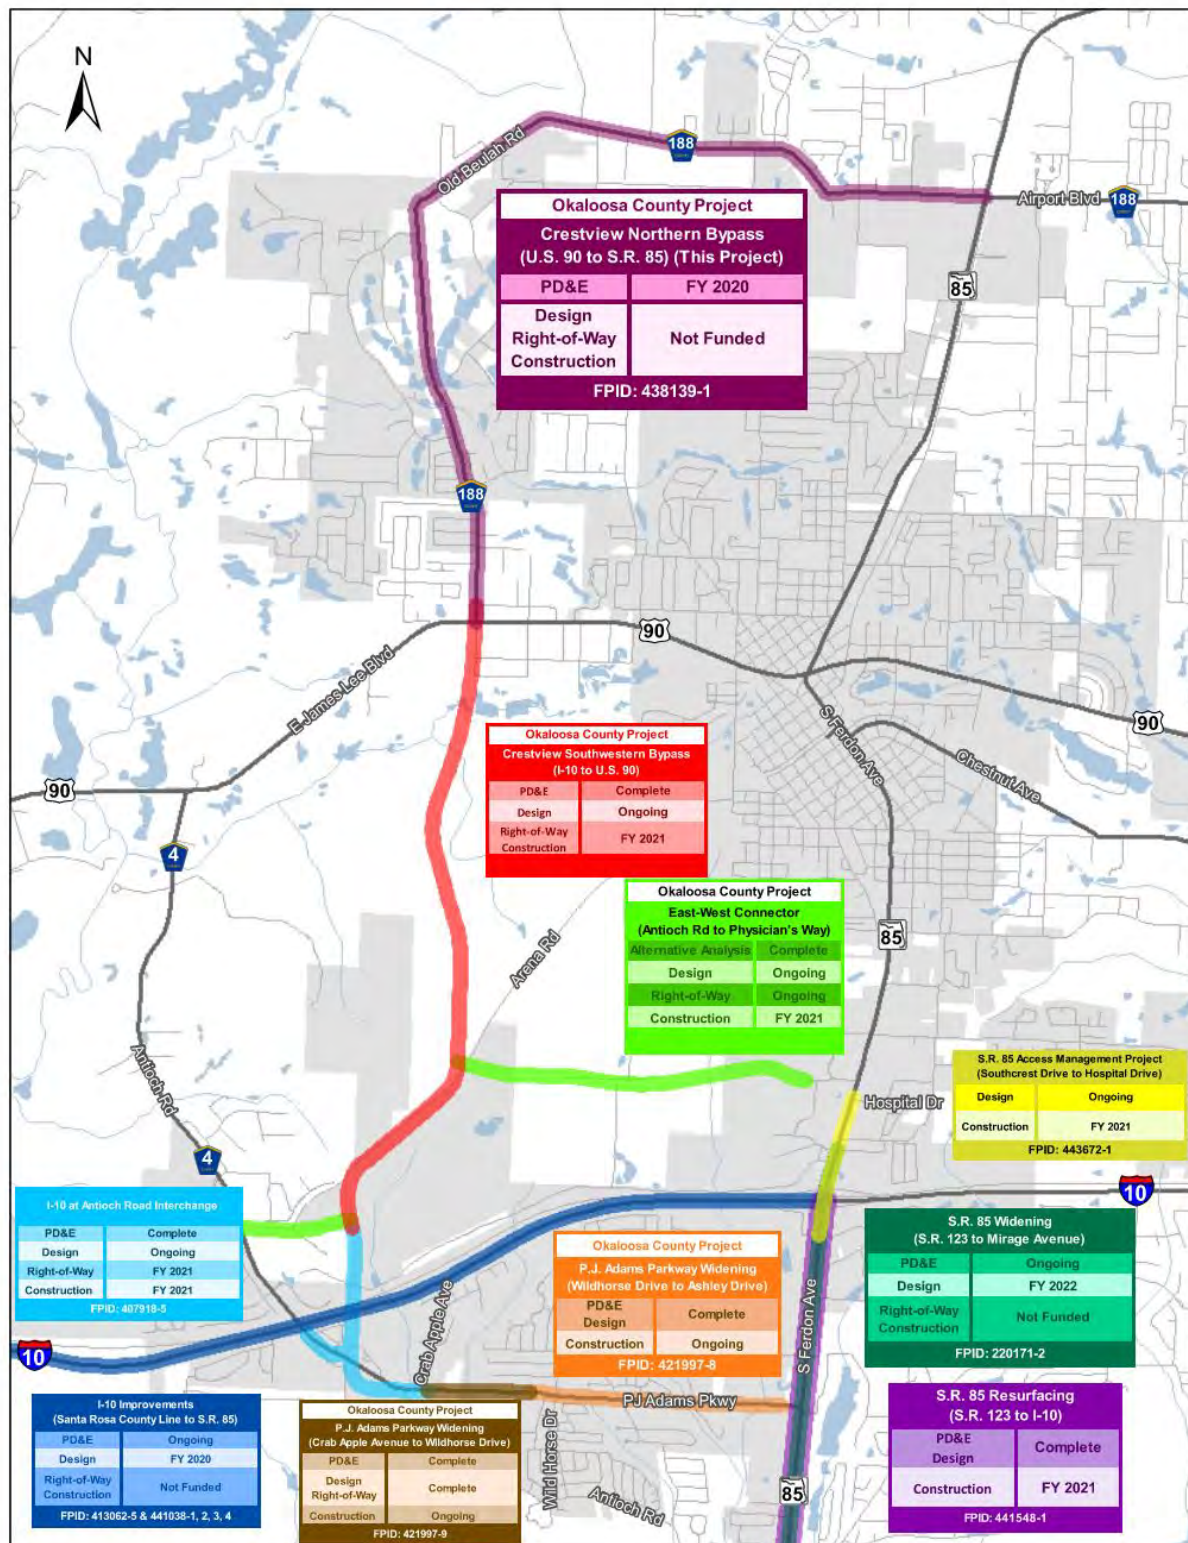 N
Old Beulah Rd
188
Airport Blvd
188
Okaloosa County Project
Crestview Northern Bypass
(U.S. 90 to S.R. 85) (This Project)
PD&E FY 2020
Design
Right-of-Way
Construction
Not Funded
FPID: 438139-1
85
188
90
E James Lee Blvd
S Ferdon Ave
90
Chestnut Ave
90
4
Okaloosa County Project
Crestview Southwestern Bypass
(I-10 to U.S. 90)
PD&E Complete
Design Ongoing
Right-of-Way
Construction
FY 2021
Okaloosa County Project
East-West Connector
(Antioch Rd to Physician's Way)
Alternative Analysis Complete
Design Ongoing
Right-of-Way Ongoing
Construction FY 2021
85
Arena Rd
Antioch Rd
4
Hospital Dr
S.R. 85 Access Management Project
(Southcrest Drive to Hospital Drive)
Design Ongoing
Construction FY 2021
FPID: 443672-1
10
I-10 at Antioch Road Interchange
PD&E Complete
Design Ongoing
Right-of-Way FY 2021
Construction FY 2021
FPID: 407918-5
Okaloosa County Project
P.J. Adams Parkway Widening
(Wildhorse Drive to Ashley Drive)
PD&E
Design
Complete
Construction Ongoing
FPID: 421997-8
S.R. 85 Widening
(S.R. 123 to Mirage Avenue)
PD&E Ongoing
Design FY 2022
Right-of-Way
Construction
Not Funded
FPID: 220171-2
10
Crab Apple Ave
S Ferdon Ave
PJ Adams Pkwy
I-10 Improvements
(Santa Rosa County Line to S.R. 85)
PD&E Ongoing
Design FY 2020
Right-of-Way
Construction
Not Funded
FPID: 413062-5 & 441038-1, 2, 3, 4
Okaloosa County Project
P.J. Adams Parkway Widening
(Crab Apple Avenue to Wildhorse Drive)
PD&E Complete
Design
Right-of-Way
Complete
Construction Ongoing
FPID: 421997-9
Wild Horse Dr
Antioch Rd
85
S.R. 85 Resurfacing
(S.R. 123 to I-10)
PD&E
Design
Complete
Construction FY 2021
FPID: 441548-1